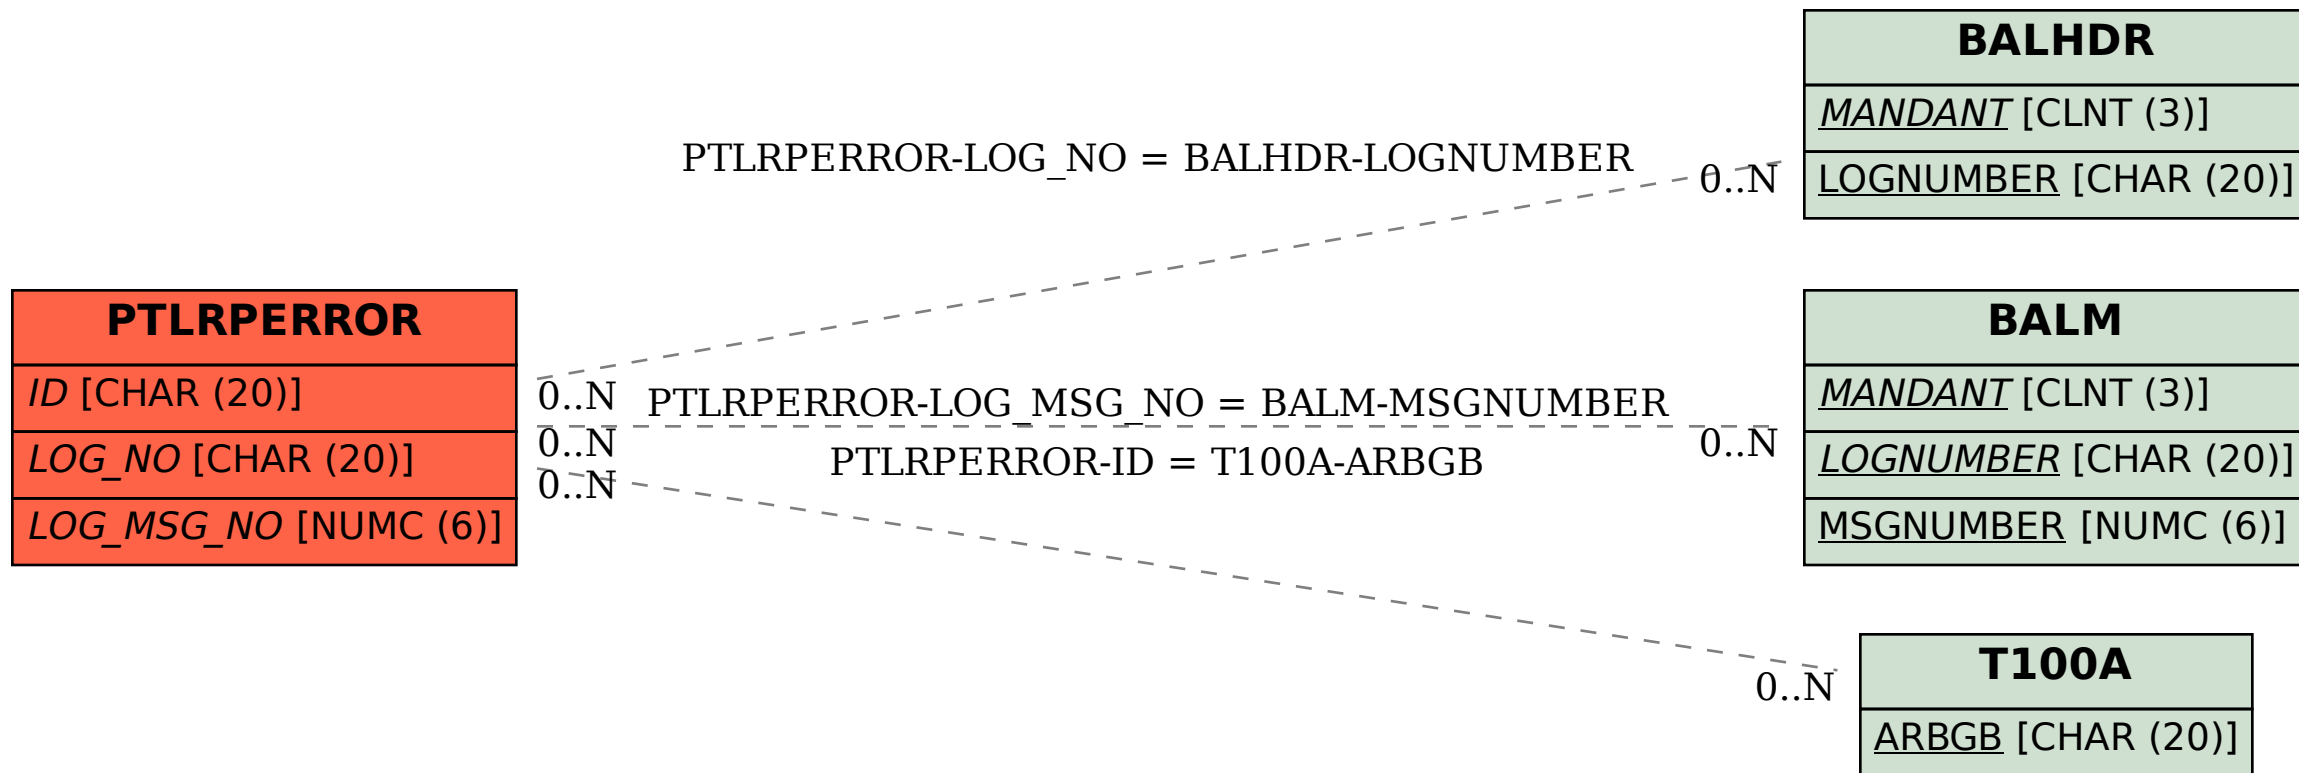 BALHDR
MANDANT [CLNT (3)]
LOGNUMBER [CHAR (20)]
PTLRPERROR-LOG_NO = BALHDR-LOGNUMBER
0..N
PTLRPERROR
ID [CHAR (20)]
LOG_NO [CHAR (20)]
LOG_MSG_NO [NUMC (6)]
0..N
0..N
0..N
PTLRPERROR-LOG_MSG_NO = BALM-MSGNUMBER
0..N
PTLRPERROR-ID = T100A-ARBGB
BALM
MANDANT [CLNT (3)]
LOGNUMBER [CHAR (20)]
MSGNUMBER [NUMC (6)]
0..N
T100A
ARBGB [CHAR (20)]